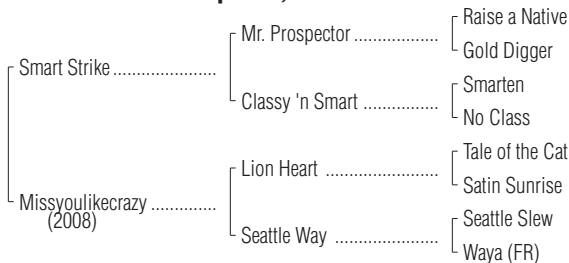 Raise a Native
Mr. Prospector ..................
Gold Digger
Smart Strike ......................
Smarten
Classy 'n Smart ................
No Class
Tale of the Cat
Lion Heart ........................
Satin Sunrise
Missyoulikecrazy ..............
(2008)
Seattle Slew
Seattle Way ......................
Waya (FR)